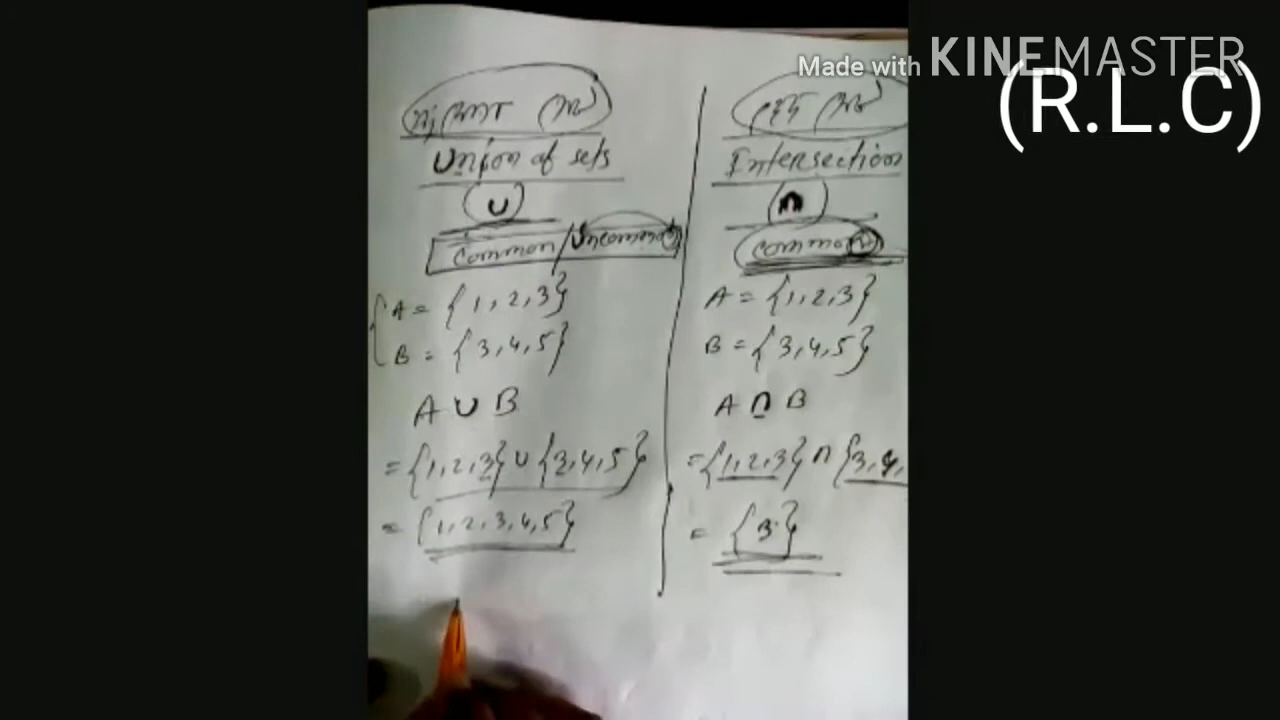 Made with KINEMASTER
(R.L.C)
সংযোগ সেট
Union of sets
∪
Common/Uncommon
A = {1,2,3}
B = {3,4,5}
A ∪ B
= {1,2,3} ∪ {3,4,5}
= {1,2,3,4,5}
ছেদ সেট
Intersection
∩
Common
A = {1,2,3}
B = {3,4,5}
A ∩ B
= {1,2,3} ∩ {3,4,
= {3}